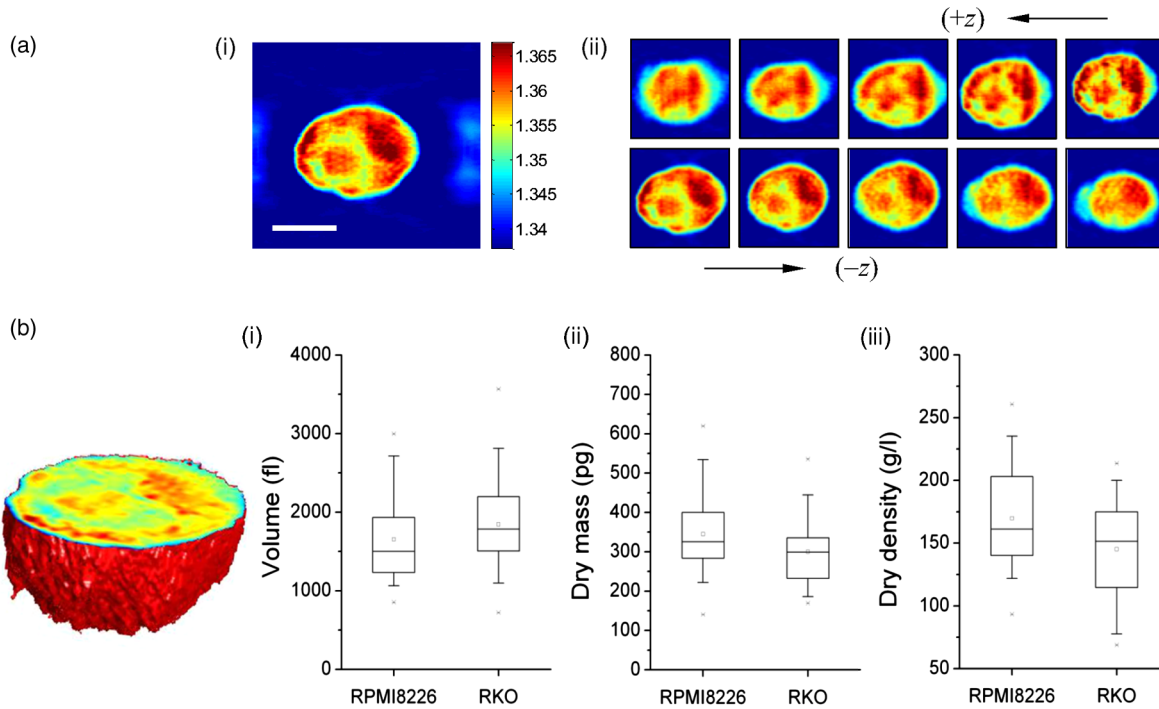 (a)
(i)
1.365
1.36
1.355
1.35
1.345
1.34
(ii)
(+z)
(−z)
(b)
(i)
Volume (fl)
4000
3000
2000
1000
0
RPMI8226 RKO
(ii)
Dry mass (pg)
800
700
600
500
400
300
200
100
0
RPMI8226 RKO
(iii)
Dry density (g/l)
300
250
200
150
100
50
RPMI8226 RKO